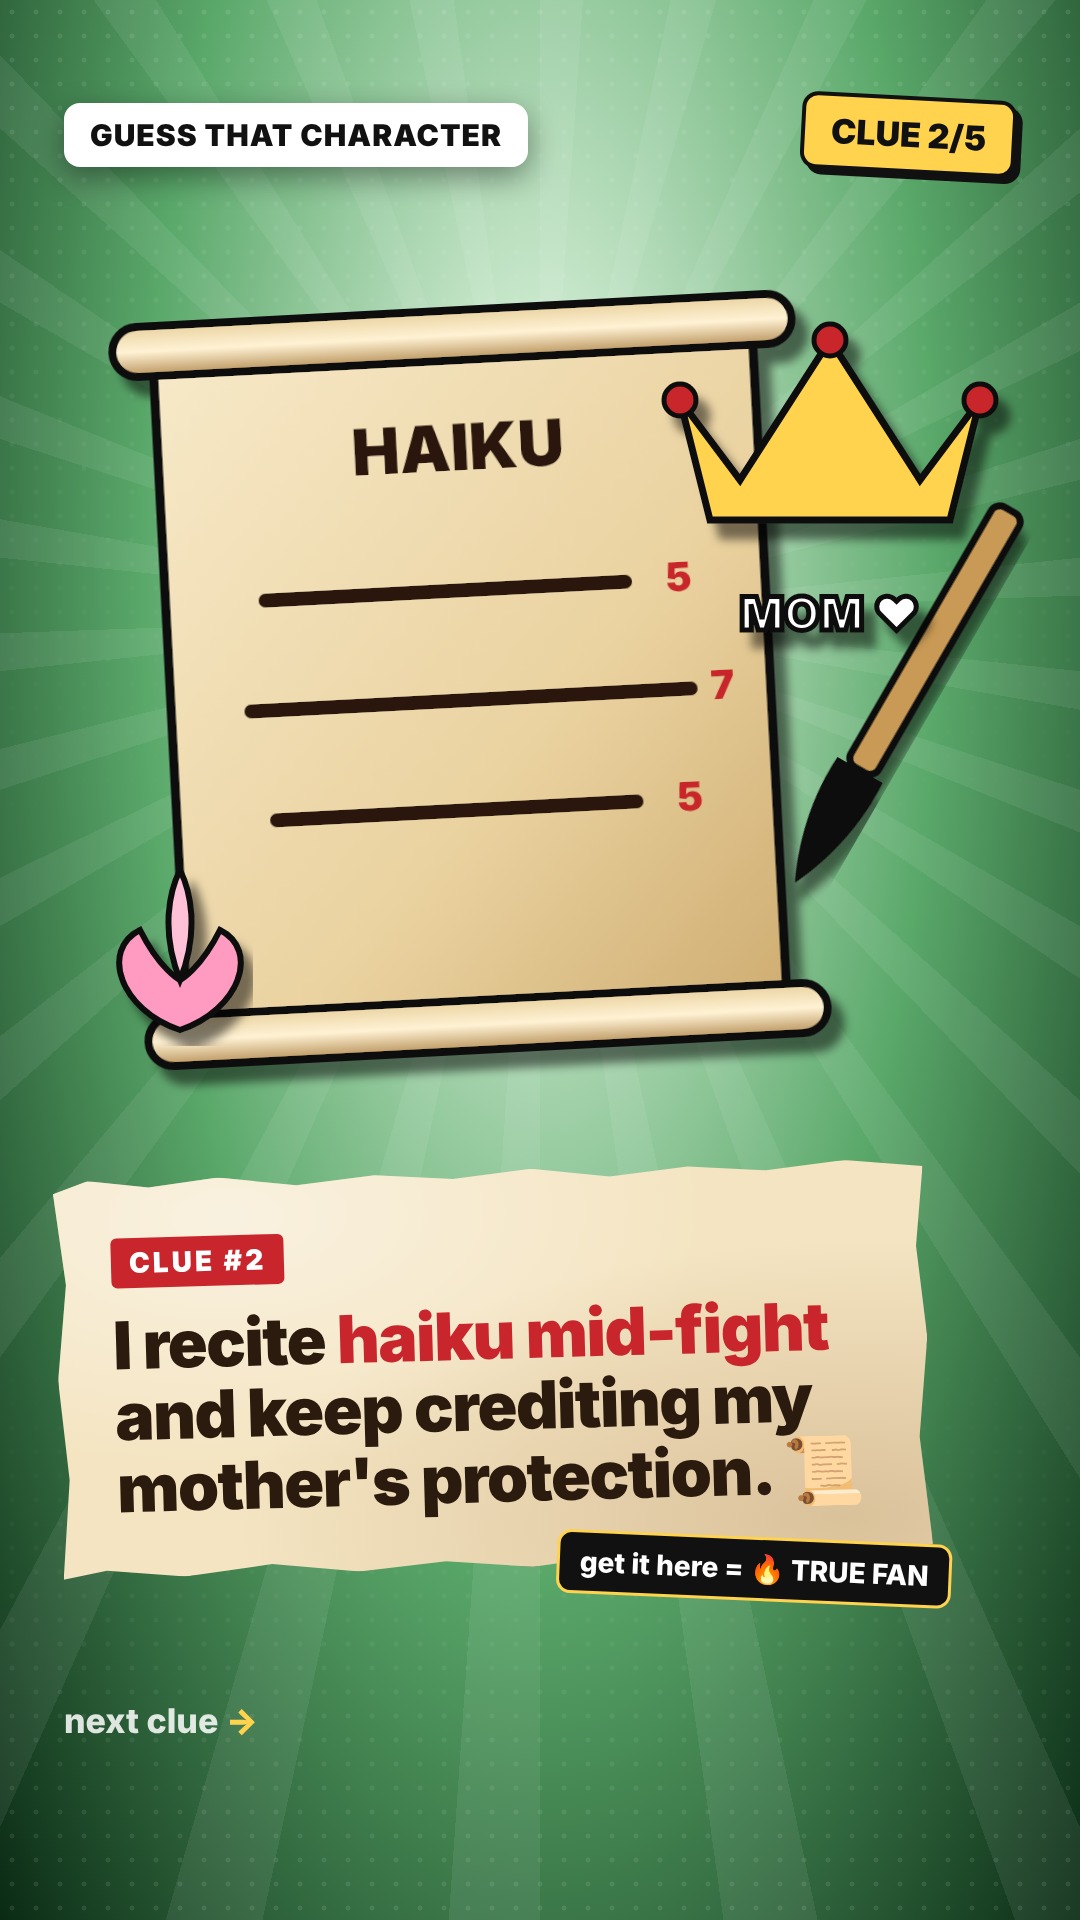 GUESS THAT CHARACTER
CLUE 2/5
HAIKU
5
MOM ♥
7
5
CLUE #2
I recite haiku mid-fight
and keep crediting my
mother's protection. 📜
get it here = 🔥 TRUE FAN
next clue →